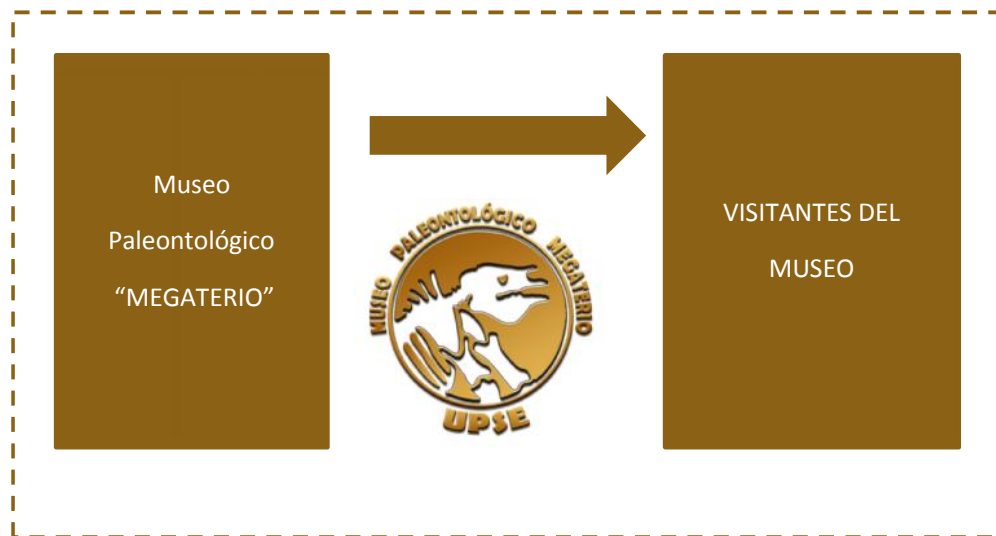 Museo
Paleontológico
“MEGATERIO”
MUSEO PALEONTOLÓGICO MEGATERIO
UPSE
VISITANTES DEL
MUSEO